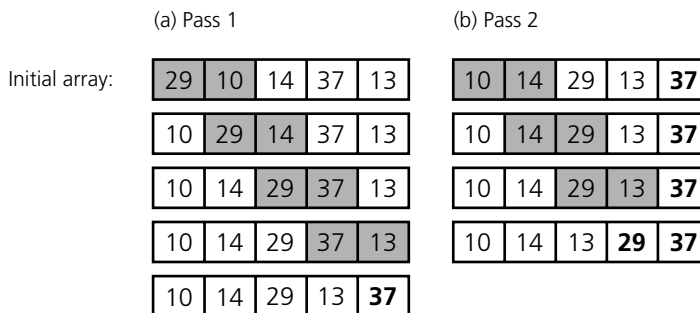 (a) Pass 1 (b) Pass 2
Initial array: 29 10 14 37 13 10 14 29 13 37
10 29 14 37 13 10 14 29 13 37
10 14 29 37 13 10 14 29 13 37
10 14 29 37 13 10 14 13 29 37
10 14 29 13 37